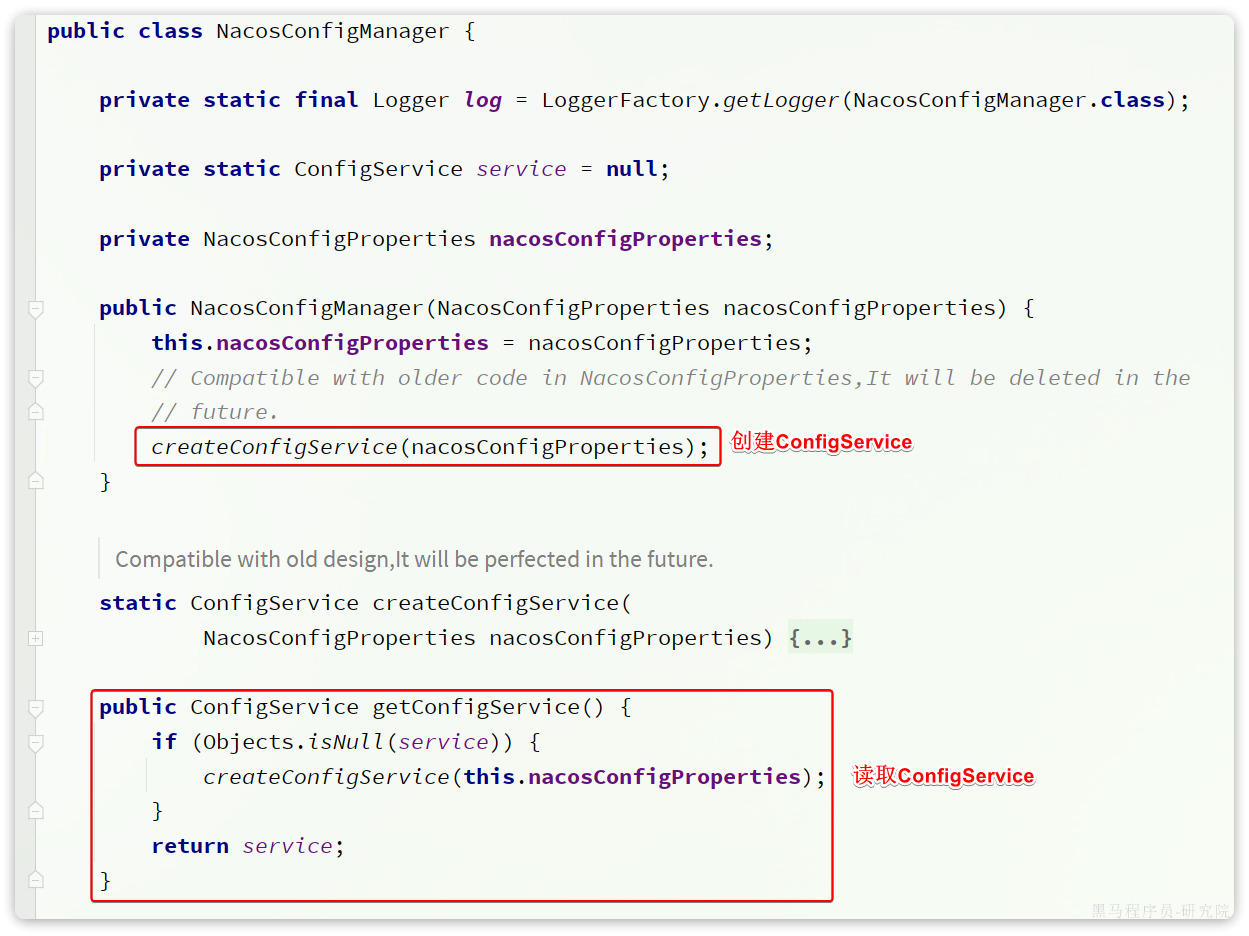 public class NacosConfigManager {
private static final Logger log = LoggerFactory.getLogger(NacosConfigManager.class);
private static ConfigService service = null;
private NacosConfigProperties nacosConfigProperties;
public NacosConfigManager(NacosConfigProperties nacosConfigProperties) {
this.nacosConfigProperties = nacosConfigProperties;
// Compatible with older code in NacosConfigProperties,It will be deleted in the
// future.
createConfigService(nacosConfigProperties); 创建ConfigService
}
Compatible with old design,It will be perfected in the future.
static ConfigService createConfigService(
NacosConfigProperties nacosConfigProperties) {...}
public ConfigService getConfigService() {
if (Objects.isNull(service)) {
createConfigService(this.nacosConfigProperties); 读取ConfigService
}
return service;
}
黑马程序员-研究院